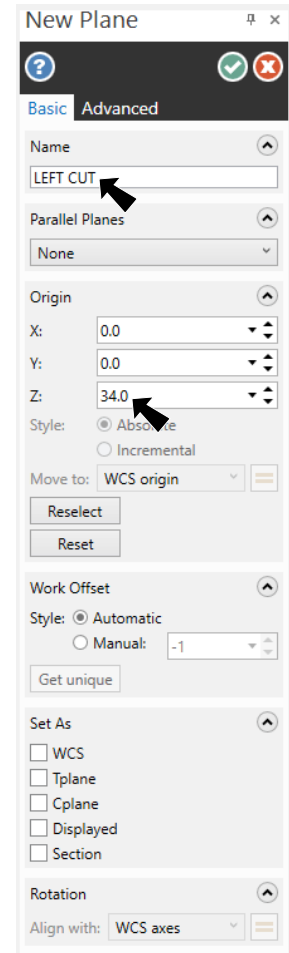 New Plane
Basic Advanced
Name
LEFT CUT
Parallel Planes
None
Origin
X: 0.0
Y: 0.0
Z: 34.0
Style: Absolute
Incremental
Move to: WCS origin
Reselect
Reset
Work Offset
Style: Automatic
Manual: -1
Get unique
Set As
WCS
Tplane
Cplane
Displayed
Section
Rotation
Align with: WCS axes